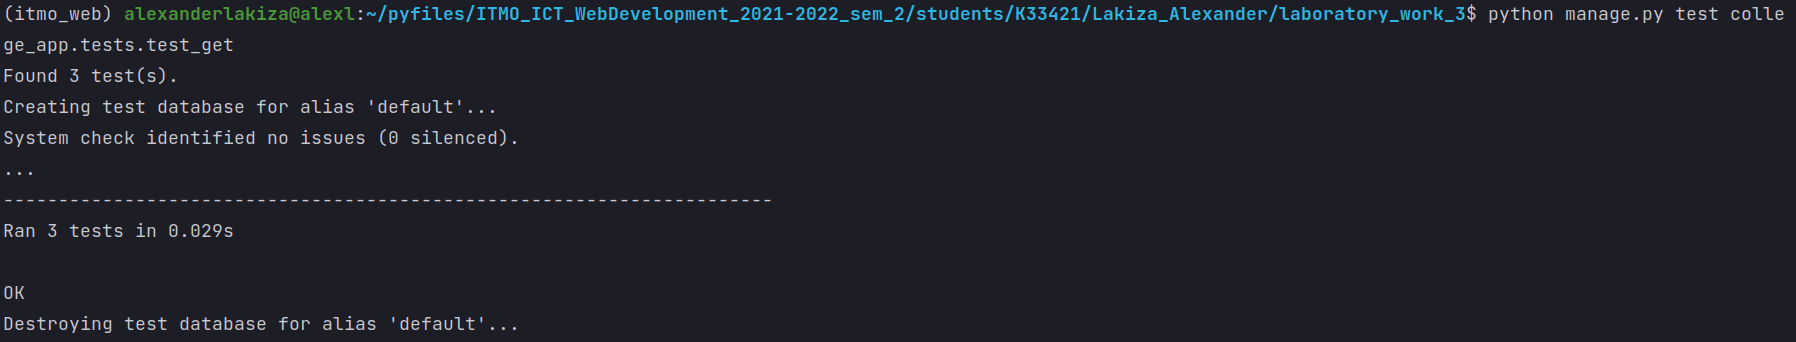 (itmo_web) alexanderlakiza@alexl:~/pyfiles/ITMO_ICT_WebDevelopment_2021-2022_sem_2/students/K33421/Lakiza_Alexander/laboratory_work_3$ python manage.py test colle
ge_app.tests.test_get
Found 3 test(s).
Creating test database for alias 'default'...
System check identified no issues (0 silenced).
...
----------------------------------------------------------------------
Ran 3 tests in 0.029s

OK
Destroying test database for alias 'default'...